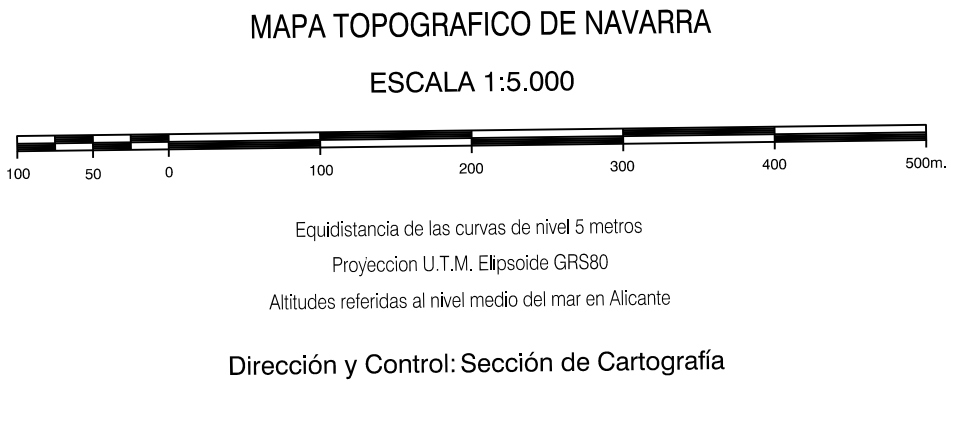 MAPA TOPOGRAFICO DE NAVARRA
ESCALA 1:5.000
100 50 0 100 200 300 400 500m.
Equidistancia de las curvas de nivel 5 metros
Proyeccion U.T.M. Elipsoide GRS80
Altitudes referidas al nivel medio del mar en Alicante
Dirección y Control: Sección de Cartografía